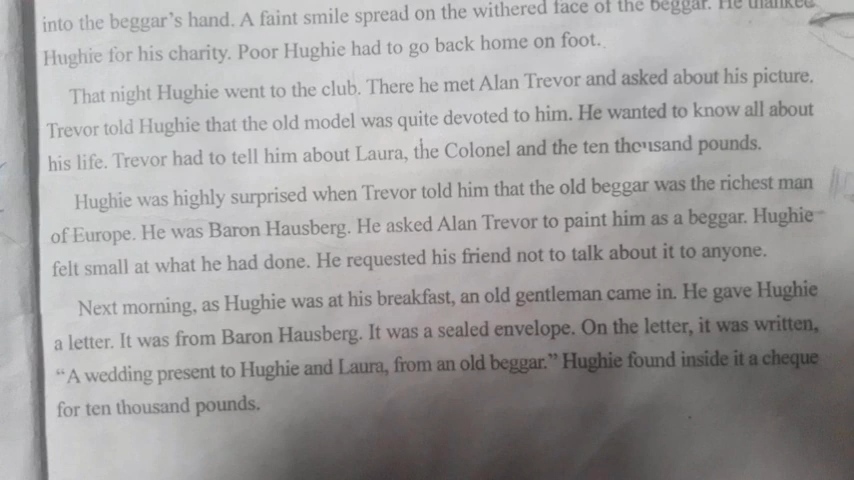 into the beggar's hand. A faint smile spread on the withered face of the beggar. He thanked
Hughie for his charity. Poor Hughie had to go back home on foot.
That night Hughie went to the club. There he met Alan Trevor and asked about his picture.
Trevor told Hughie that the old model was quite devoted to him. He wanted to know all about
his life. Trevor had to tell him about Laura, the Colonel and the ten thousand pounds.
Hughie was highly surprised when Trevor told him that the old beggar was the richest man
of Europe. He was Baron Hausberg. He asked Alan Trevor to paint him as a beggar. Hughie
felt small at what he had done. He requested his friend not to talk about it to anyone.
Next morning, as Hughie was at his breakfast, an old gentleman came in. He gave Hughie
a letter. It was from Baron Hausberg. It was a sealed envelope. On the letter, it was written,
“A wedding present to Hughie and Laura, from an old beggar.” Hughie found inside it a cheque
for ten thousand pounds.